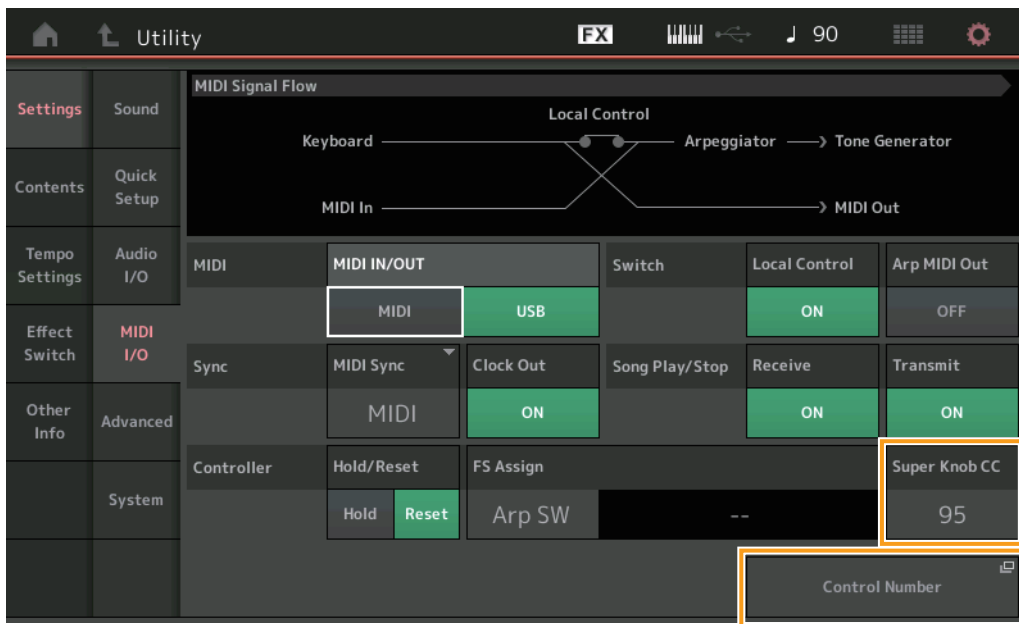 Utility
FX
♩ 90
MIDI Signal Flow
Local Control
Keyboard
Arpeggiator
Tone Generator
MIDI In
MIDI Out
Settings
Contents
Tempo
Settings
Effect
Switch
Other
Info
Sound
Quick
Setup
Audio
I/O
MIDI
I/O
Advanced
System
MIDI
MIDI IN/OUT
MIDI
USB
Switch
Local Control
ON
Arp MIDI Out
OFF
Sync
MIDI Sync
MIDI
Clock Out
ON
Song Play/Stop
Receive
ON
Transmit
ON
Controller
Hold/Reset
Hold
Reset
FS Assign
Arp SW
--
Super Knob CC
95
Control Number